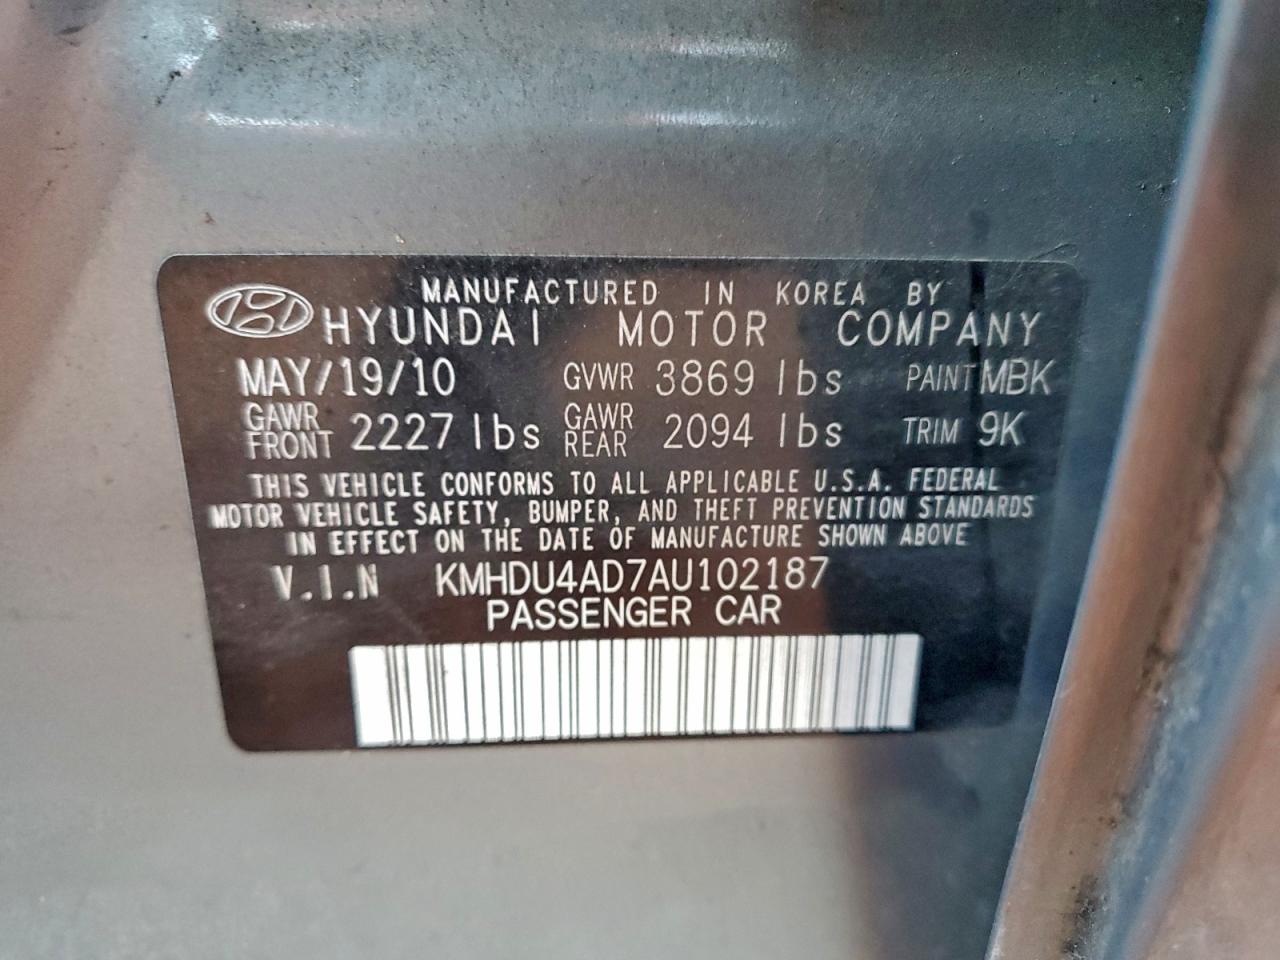 MANUFACTURED IN KOREA BY
HYUNDAI MOTOR COMPANY
MAY/19/10 GVWR 3869 lbs PAINT MBK
GAWR FRONT 2227 lbs GAWR REAR 2094 lbs TRIM 9K
THIS VEHICLE CONFORMS TO ALL APPLICABLE U.S.A. FEDERAL
MOTOR VEHICLE SAFETY, BUMPER, AND THEFT PREVENTION STANDARDS
IN EFFECT ON THE DATE OF MANUFACTURE SHOWN ABOVE
V.I.N KMHDU4AD7AU102187
PASSENGER CAR